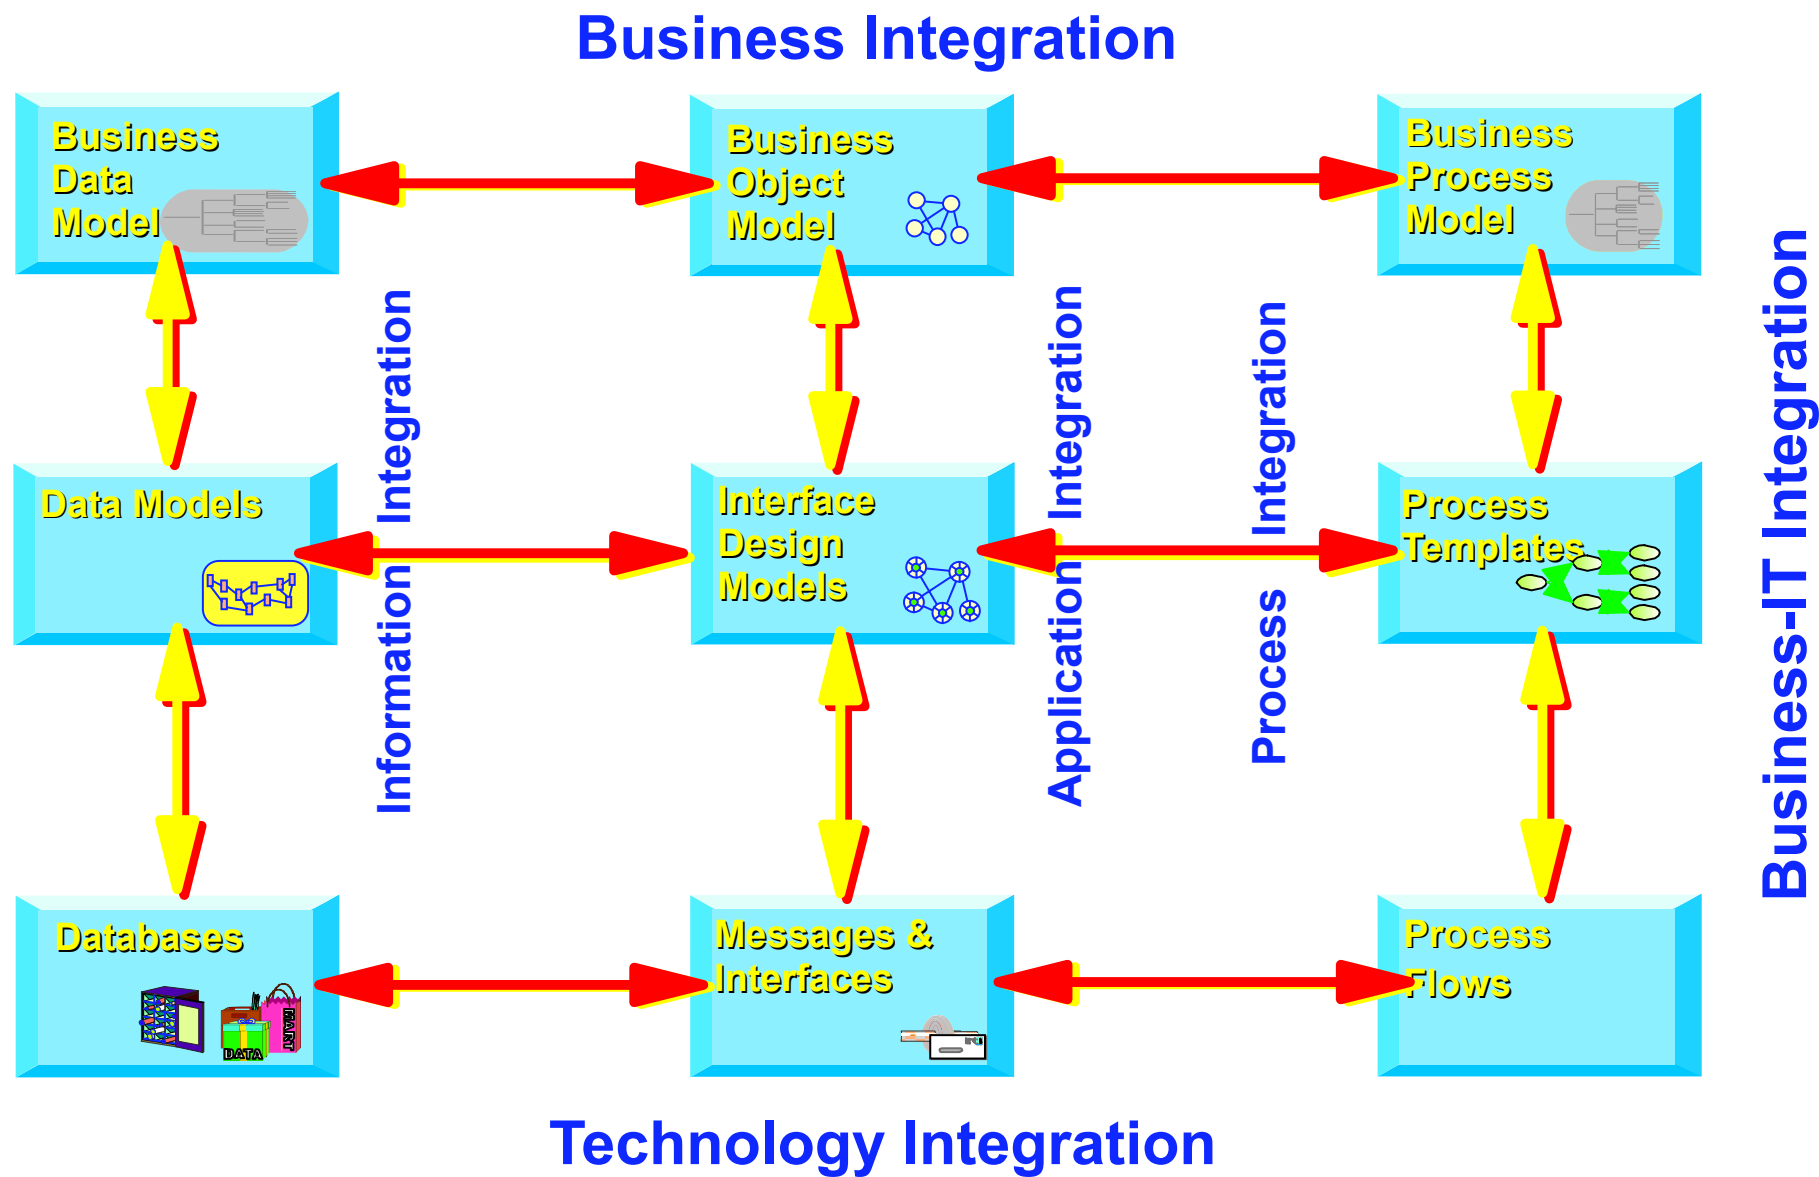 Business Integration
Business
Data
Model
Business
Object
Model
Business
Process
Model
Information Integration
Application Integration
Process Integration
Business-IT Integration
Data Models
Interface
Design
Models
Process
Templates
Databases
DATA
MART
Messages &
Interfaces
Process
Flows
Technology Integration